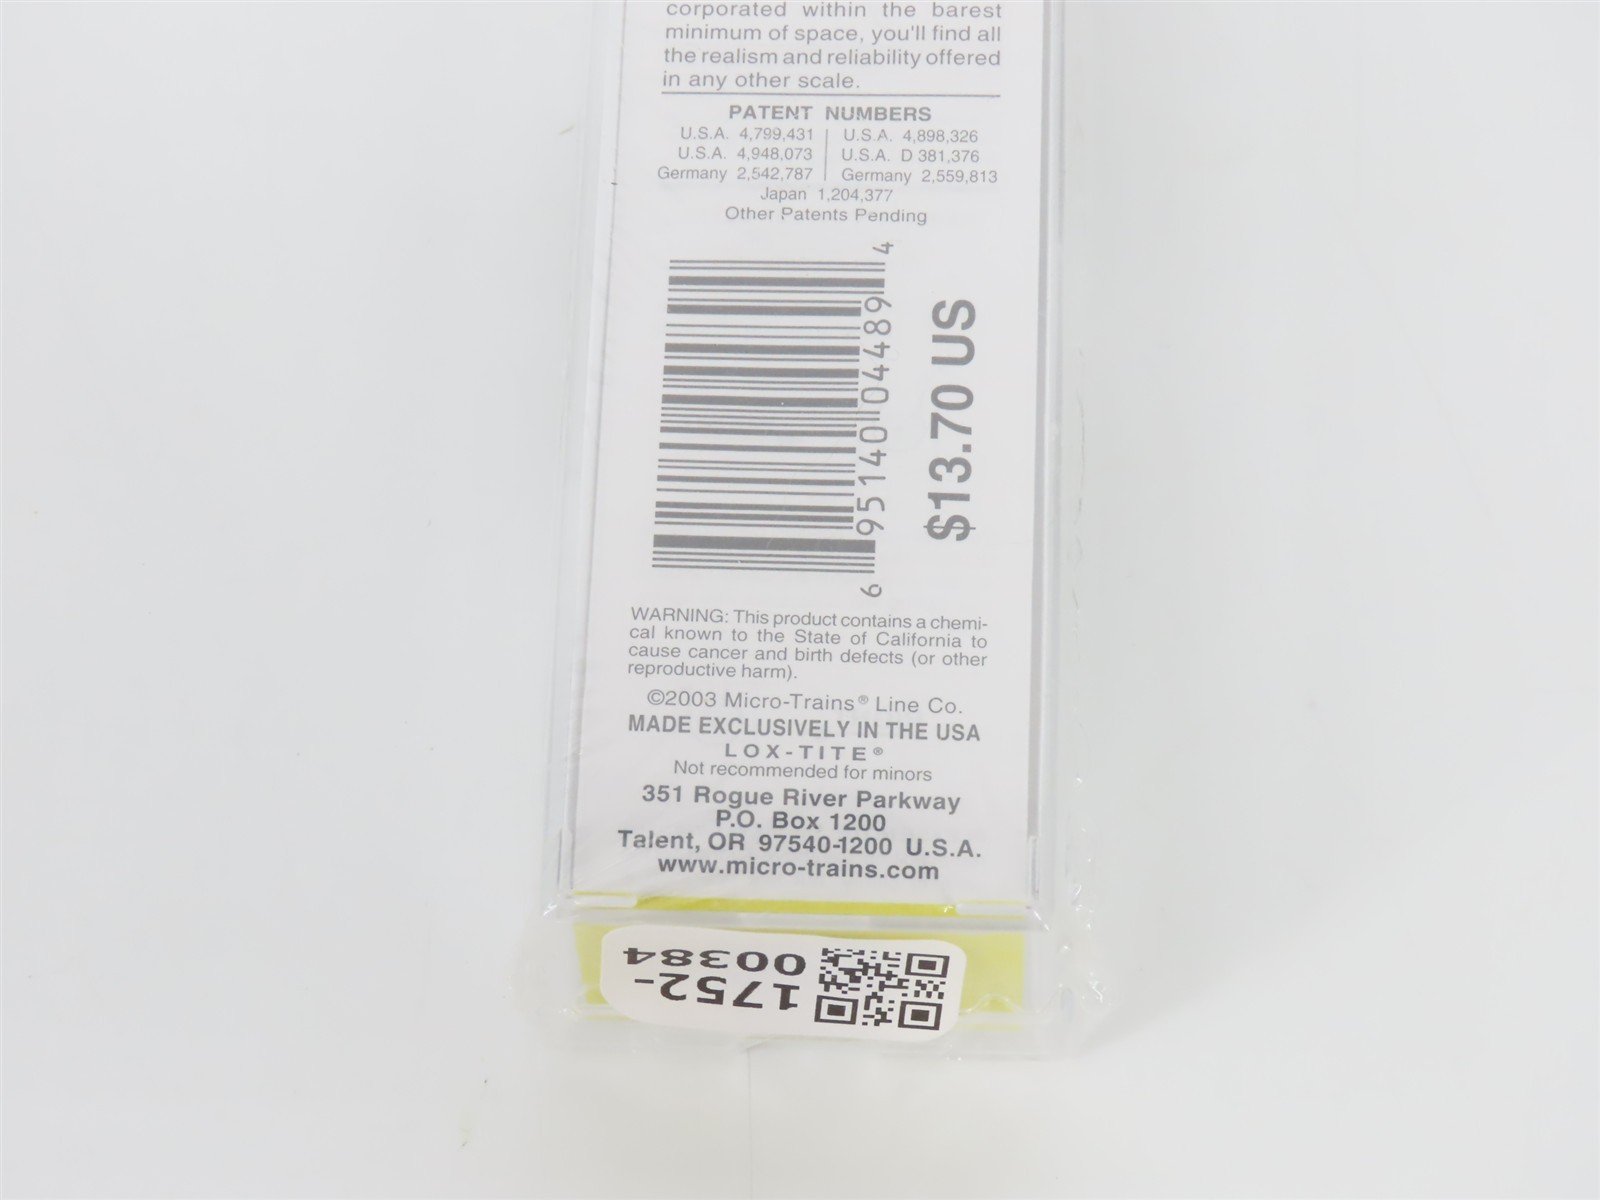 corporated within the barest
minimum of space, you'll find all
the realism and reliability offered
in any other scale.
PATENT NUMBERS
U.S.A. 4,799,431 | U.S.A. 4,898,326
U.S.A. 4,948,073 | U.S.A. D 381,376
Germany 2,542,787 | Germany 2,559,813
Japan 1,204,377
Other Patents Pending
6 95140 04489 4
$13.70 US
WARNING: This product contains a chemi-
cal known to the State of California to
cause cancer and birth defects (or other
reproductive harm).
©2003 Micro-Trains® Line Co.
MADE EXCLUSIVELY IN THE USA
LOX-TITE®
Not recommended for minors
351 Rogue River Parkway
P.O. Box 1200
Talent, OR 97540-1200 U.S.A.
www.micro-trains.com
1752-
00384